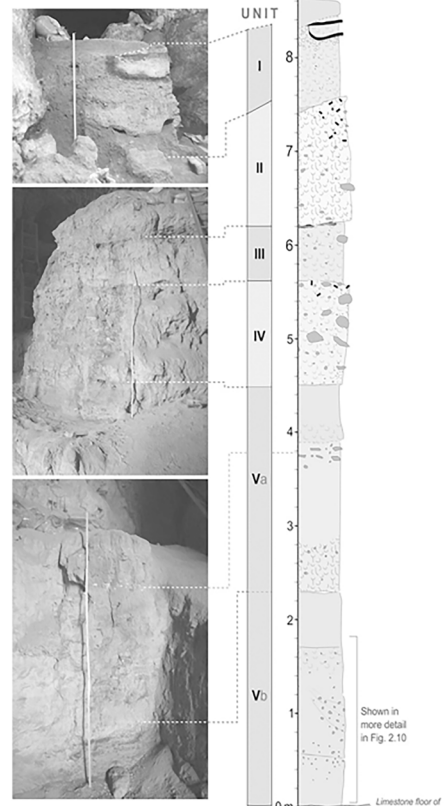 UNIT
8
I
7
II
6
III
5
IV
4
Va
3
2
Vb
Shown in
more detail
in Fig. 2.10
1
0 m
Limestone floor of